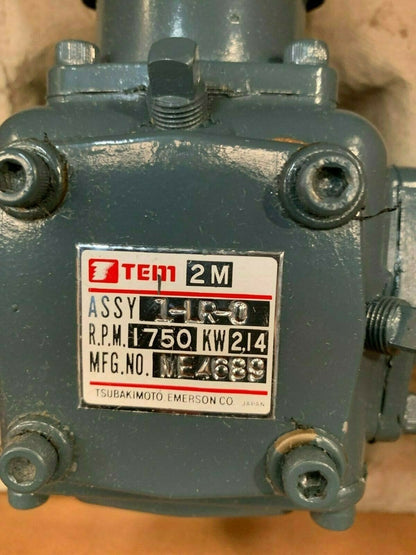 TEM 2M
ASSY 1-LR-0
R.P.M. 1750 KW 2.14
MFG.NO. ME4689
TSUBAKIMOTO EMERSON CO. JAPAN